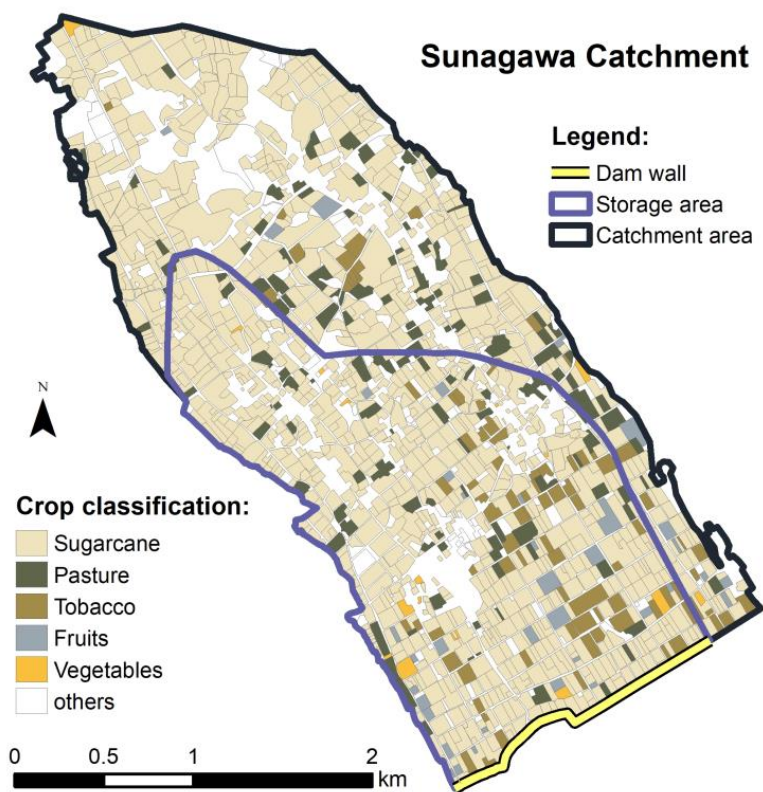 Sunagawa Catchment
Legend:
Dam wall
Storage area
Catchment area
N
Crop classification:
Sugarcane
Pasture
Tobacco
Fruits
Vegetables
others
0 0.5 1 2
km